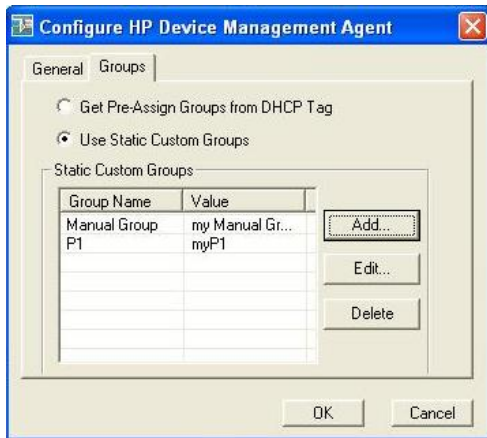 Configure HP Device Management Agent
General Groups
Get Pre-Assign Groups from DHCP Tag
Use Static Custom Groups
Static Custom Groups
Group Name Value
Manual Group my Manual Gr...
P1 myP1
Add...
Edit...
Delete
OK Cancel